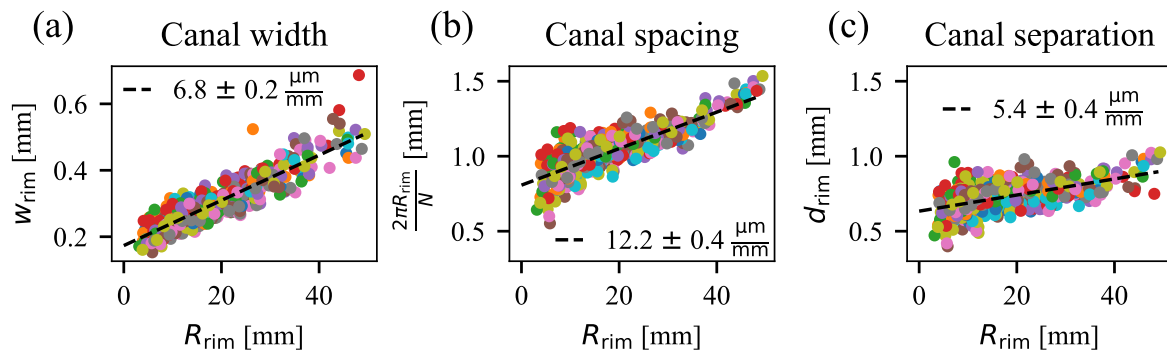 (a) Canal width
6.8 ± 0.2 μm/mm
w_rim [mm]
0.6
0.4
0.2
0 20 40
R_rim [mm]
(b) Canal spacing
12.2 ± 0.4 μm/mm
2πR_rim/N [mm]
1.5
1.0
0.5
0 20 40
R_rim [mm]
(c) Canal separation
5.4 ± 0.4 μm/mm
d_rim [mm]
1.5
1.0
0.5
0 20 40
R_rim [mm]